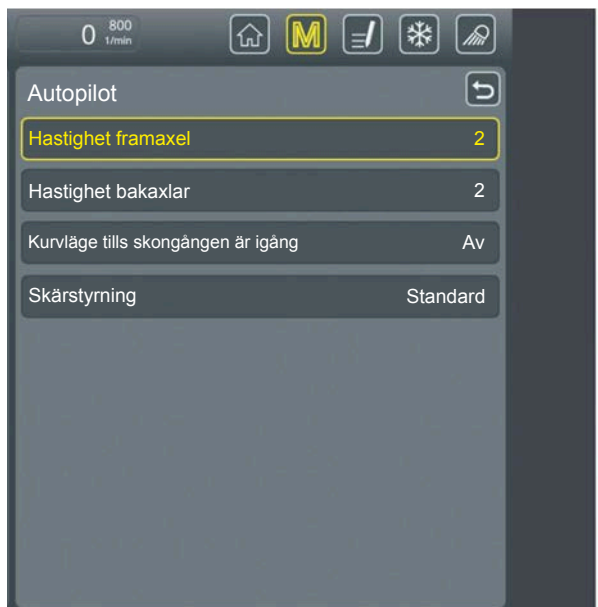 0 800 1/min M
Autopilot
Hastighet framaxel 2
Hastighet bakaxlar 2
Kurvläge tills skongången är igång Av
Skärstyrning Standard